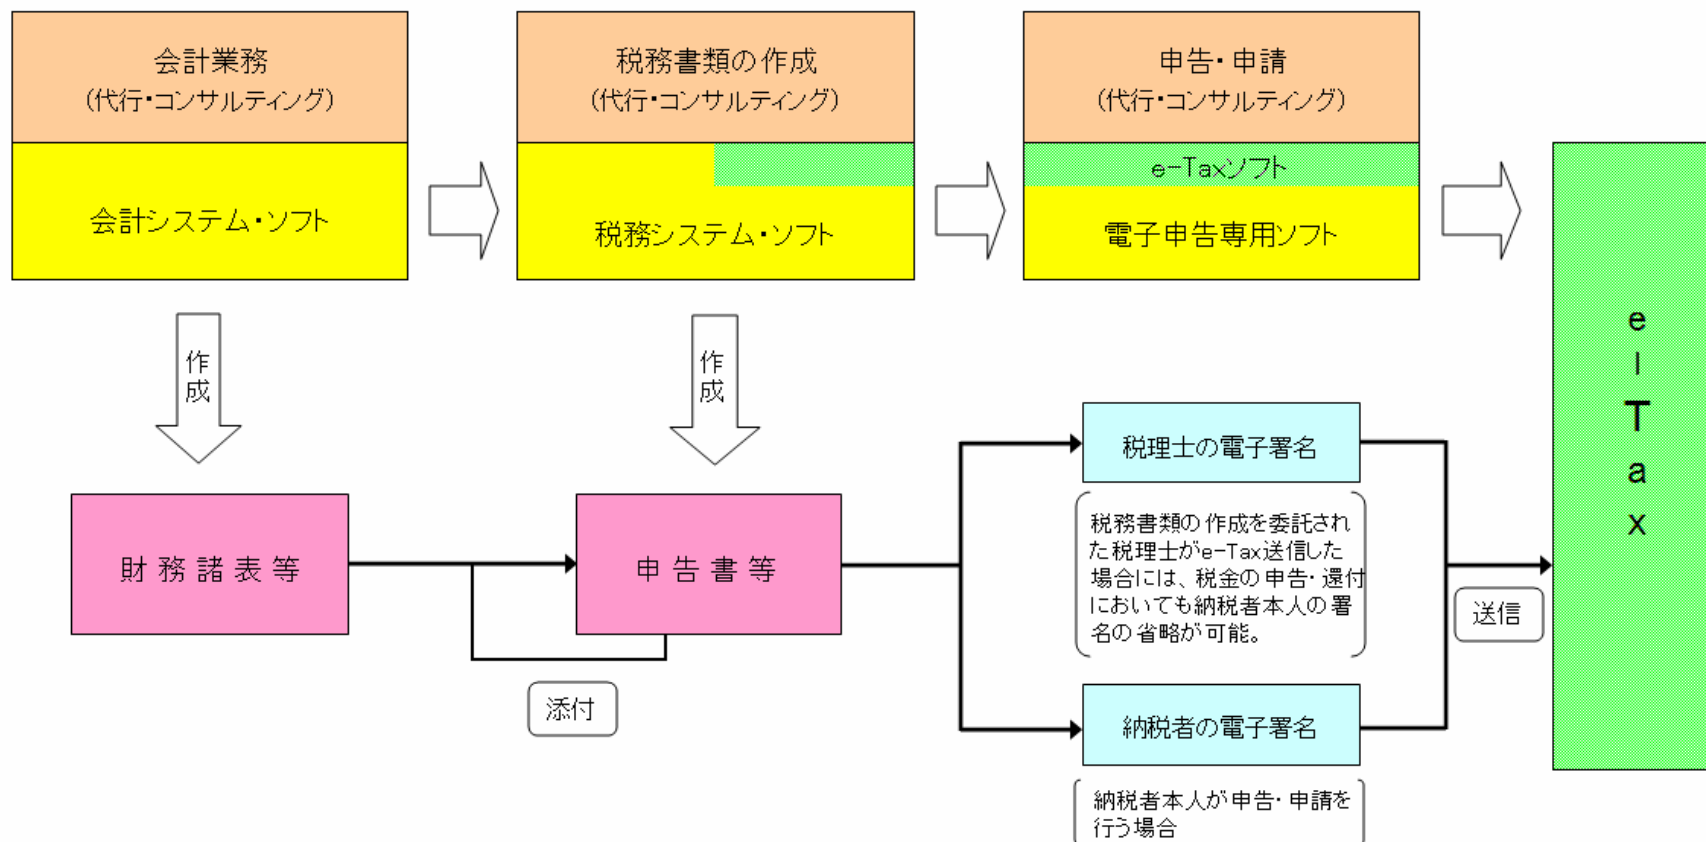 会計業務
(代行・コンサルティング)
税務書類の作成
(代行・コンサルティング)
申告・申請
(代行・コンサルティング)
会計システム・ソフト
税務システム・ソフト
e-Taxソフト
電子申告専用ソフト
作成
作成
財務諸表等
申告書等
添付
税理士の電子署名
税務書類の作成を委託され
た税理士がe-Tax送信した
場合には、税金の申告・還付
においても納税者本人の署
名の省略が可能。
納税者の電子署名
納税者本人が申告・申請を
行う場合
送信
e-Tax